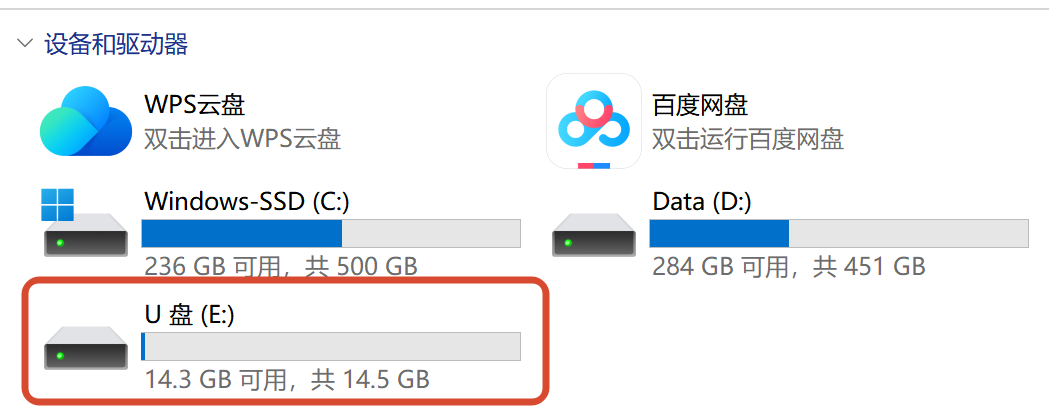 设备和驱动器
WPS云盘
双击进入WPS云盘
百度网盘
双击运行百度网盘
Windows-SSD (C:)
236 GB 可用，共 500 GB
Data (D:)
284 GB 可用，共 451 GB
U 盘 (E:)
14.3 GB 可用，共 14.5 GB